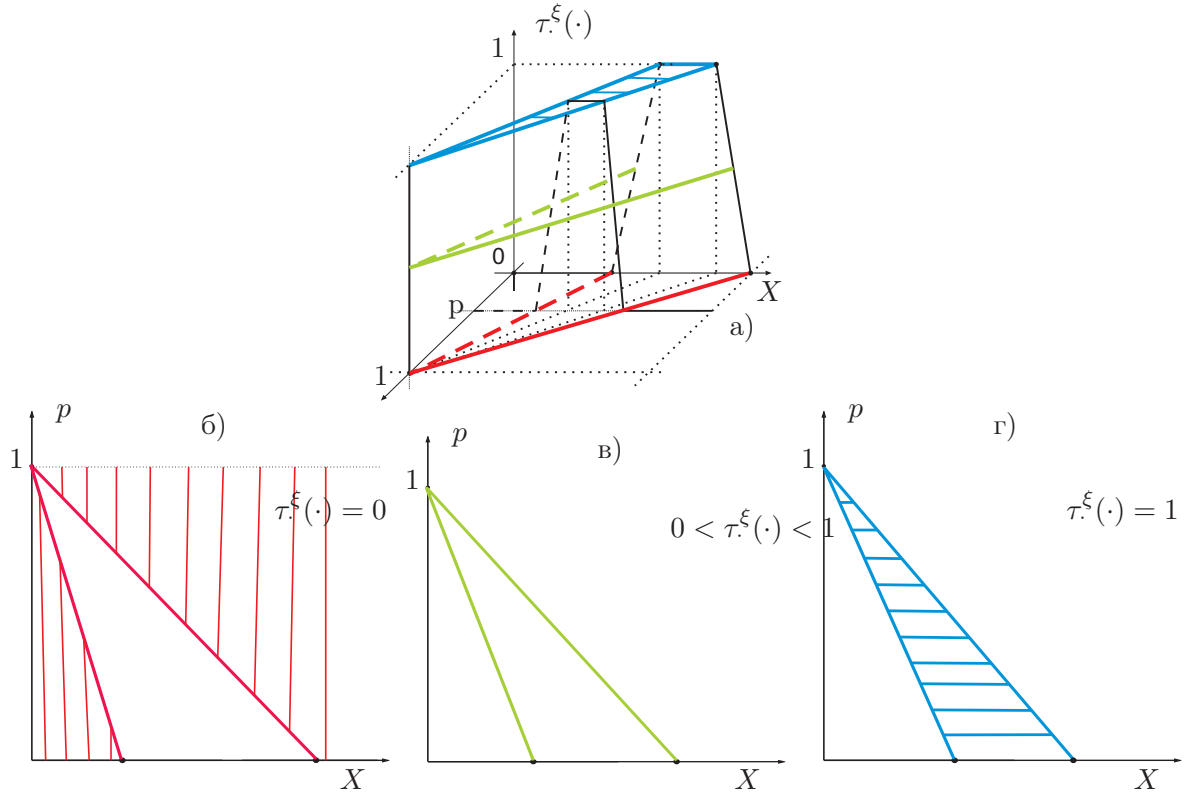 τ.^ξ(·)
1
0
X
p
а)
1
p
б)
1
τ.^ξ(·) = 0
X
p
в)
1
0 < τ.^ξ(·) < 1
X
p
г)
1
τ.^ξ(·) = 1
X